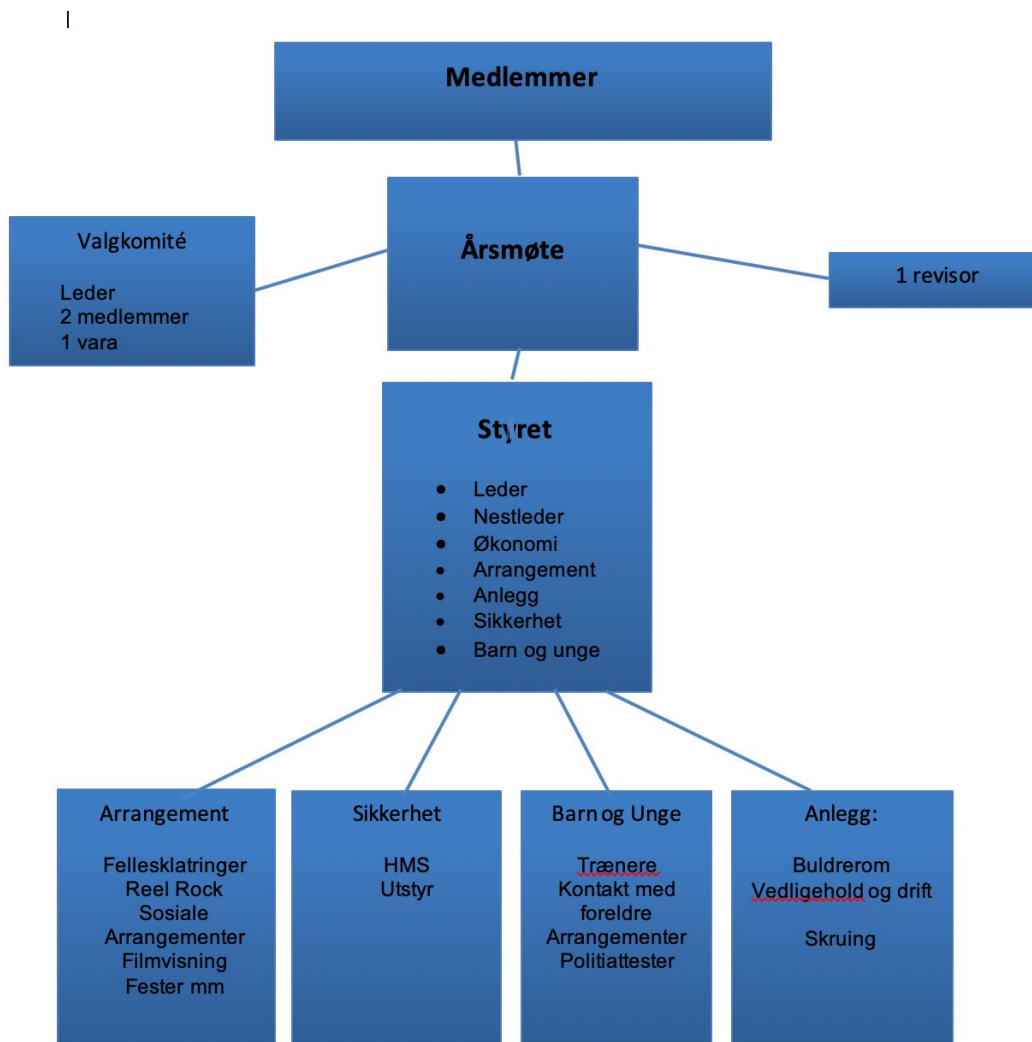 Medlemmer
Årsmøte
Valgkomité
Leder
2 medlemmer
1 vara
1 revisor
Styret
• Leder
• Nestleder
• Økonomi
• Arrangement
• Anlegg
• Sikkerhet
• Barn og unge
Arrangement
Fellesklatringer
Reel Rock
Sosiale
Arrangementer
Filmvisning
Fester mm
Sikkerhet
HMS
Utstyr
Barn og Unge
Trænere
Kontakt med
foreldre
Arrangementer
Politiattester
Anlegg:
Buldrerom
Vedligehold og drift
Skruing